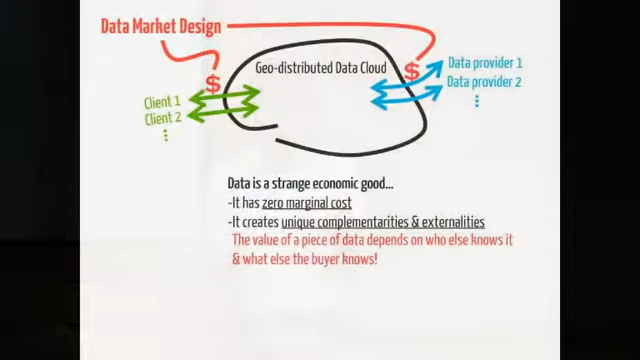 Data Market Design
$
$
Geo-distributed Data Cloud
Data provider 1
Data provider 2
⋮
Client 1
Client 2
⋮
Data is a strange economic good...
-It has zero marginal cost
-It creates unique complementarities & externalities
The value of a piece of data depends on who else knows it
& what else the buyer knows!